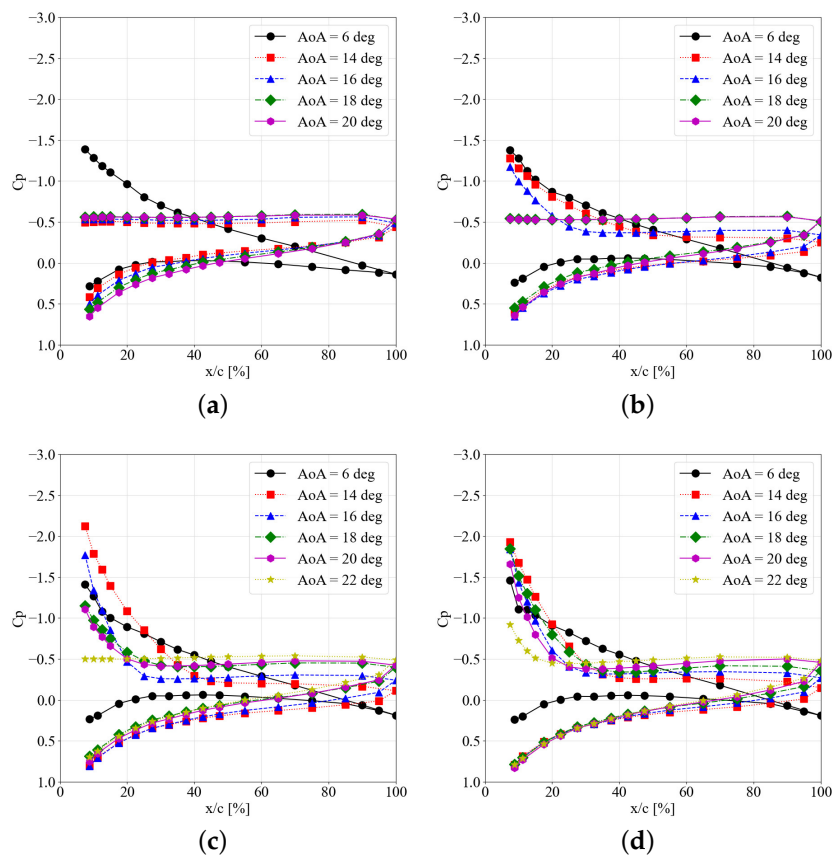 −3.0
−2.5
−2.0
−1.5
−1.0
−0.5
0.0
0.5
1.0
Cp
AoA = 6 deg
AoA = 14 deg
AoA = 16 deg
AoA = 18 deg
AoA = 20 deg
0 20 40 60 80 100
x/c [%]
(a)
−3.0
−2.5
−2.0
−1.5
−1.0
−0.5
0.0
0.5
1.0
Cp
AoA = 6 deg
AoA = 14 deg
AoA = 16 deg
AoA = 18 deg
AoA = 20 deg
0 20 40 60 80 100
x/c [%]
(b)
−3.0
−2.5
−2.0
−1.5
−1.0
−0.5
0.0
0.5
1.0
Cp
AoA = 6 deg
AoA = 14 deg
AoA = 16 deg
AoA = 18 deg
AoA = 20 deg
AoA = 22 deg
0 20 40 60 80 100
x/c [%]
(c)
−3.0
−2.5
−2.0
−1.5
−1.0
−0.5
0.0
0.5
1.0
Cp
AoA = 6 deg
AoA = 14 deg
AoA = 16 deg
AoA = 18 deg
AoA = 20 deg
AoA = 22 deg
0 20 40 60 80 100
x/c [%]
(d)